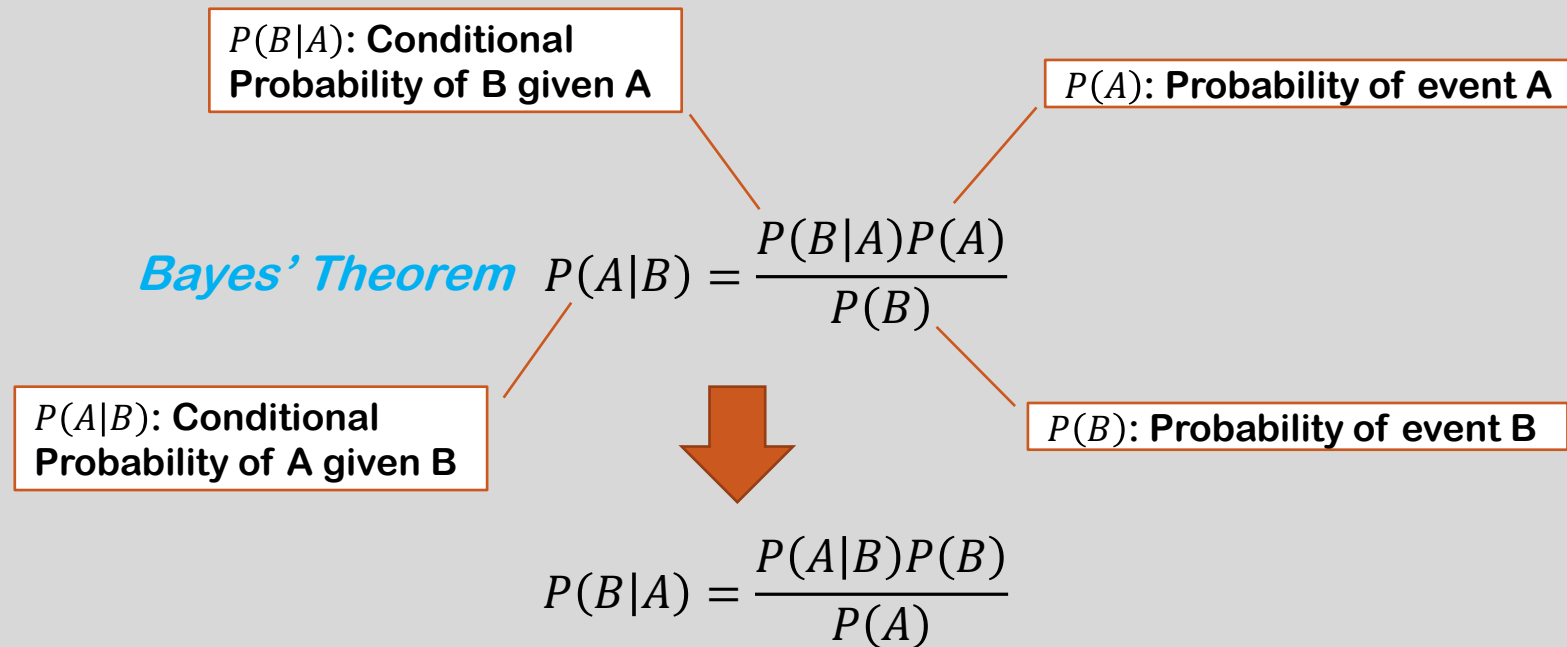 P(B|A): Conditional
Probability of B given A
P(A): Probability of event A
Bayes’ Theorem P(A|B) = P(B|A)P(A) / P(B)
P(A|B): Conditional
Probability of A given B
P(B): Probability of event B
P(B|A) = P(A|B)P(B) / P(A)